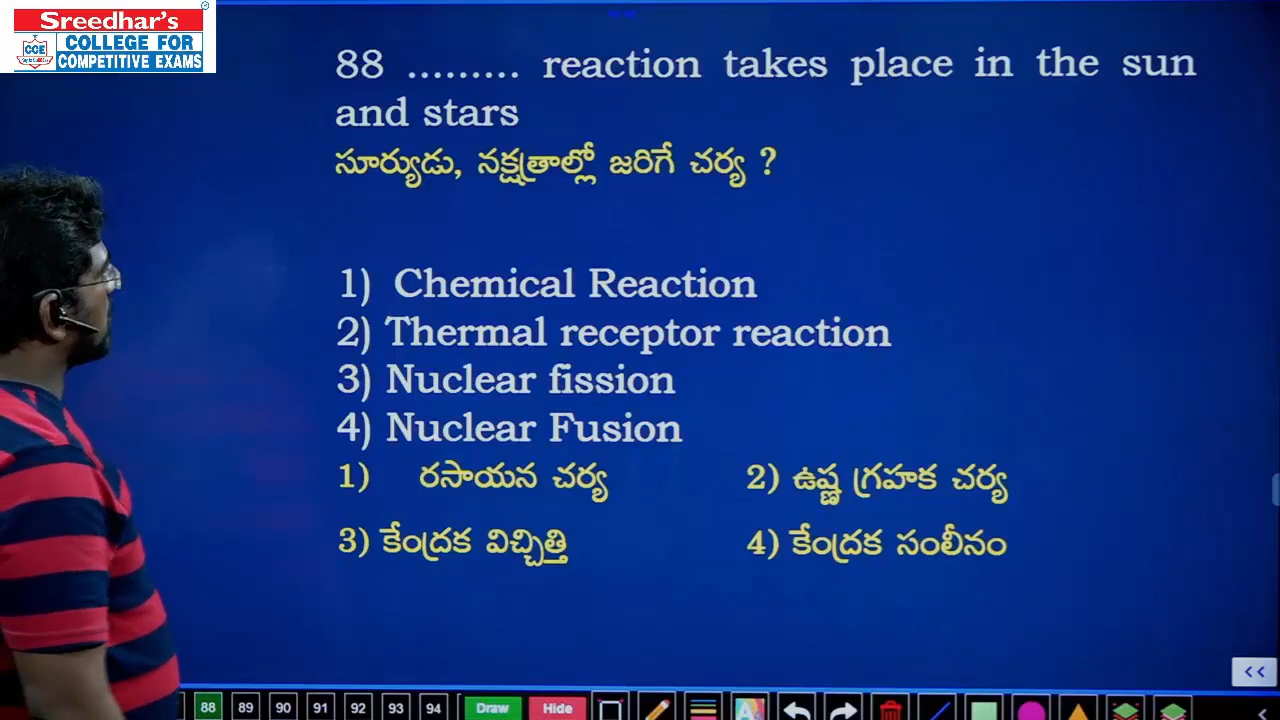 Sreedhar's
CCE
COLLEGE FOR
COMPETITIVE EXAMS
88 ......... reaction takes place in the sun
and stars
సూర్యుడు, నక్షత్రాల్లో జరిగే చర్య ?
1) Chemical Reaction
2) Thermal receptor reaction
3) Nuclear fission
4) Nuclear Fusion
1) రసాయన చర్య 2) ఉష్ణ గ్రహక చర్య
3) కేంద్రక విచ్చిత్తి 4) కేంద్రక సంలీనం
<<
88 89 90 91 92 93 94 Draw Hide